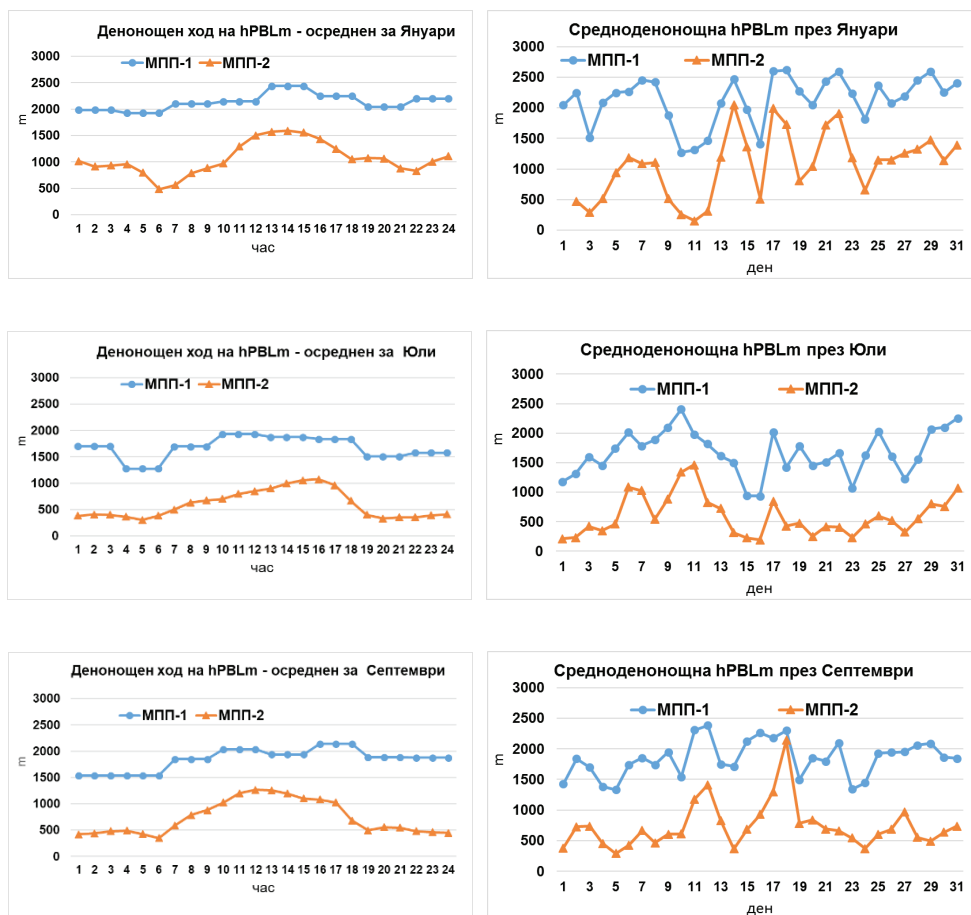 Денонощен ход на hPBLm - осреднен за Януари
МПП-1 МПП-2
3000
2500
2000
1500
1000
500
0
m
1 2 3 4 5 6 7 8 9 10 11 12 13 14 15 16 17 18 19 20 21 22 23 24
час
Средноденонощна hPBLm през Януари
МПП-1 МПП-2
3000
2500
2000
1500
1000
500
0
m
1 3 5 7 9 11 13 15 17 19 21 23 25 27 29 31
ден
Денонощен ход на hPBLm - осреднен за Юли
МПП-1 МПП-2
3000
2500
2000
1500
1000
500
0
m
1 2 3 4 5 6 7 8 9 10 11 12 13 14 15 16 17 18 19 20 21 22 23 24
час
Средноденонощна hPBLm през Юли
МПП-1 МПП-2
3000
2500
2000
1500
1000
500
0
m
1 3 5 7 9 11 13 15 17 19 21 23 25 27 29 31
ден
Денонощен ход на hPBLm - осреднен за Септември
МПП-1 МПП-2
3000
2500
2000
1500
1000
500
0
m
1 2 3 4 5 6 7 8 9 10 11 12 13 14 15 16 17 18 19 20 21 22 23 24
час
Средноденонощна hPBLm през Септември
МПП-1 МПП-2
3000
2500
2000
1500
1000
500
0
m
1 3 5 7 9 11 13 15 17 19 21 23 25 27 29 31
ден